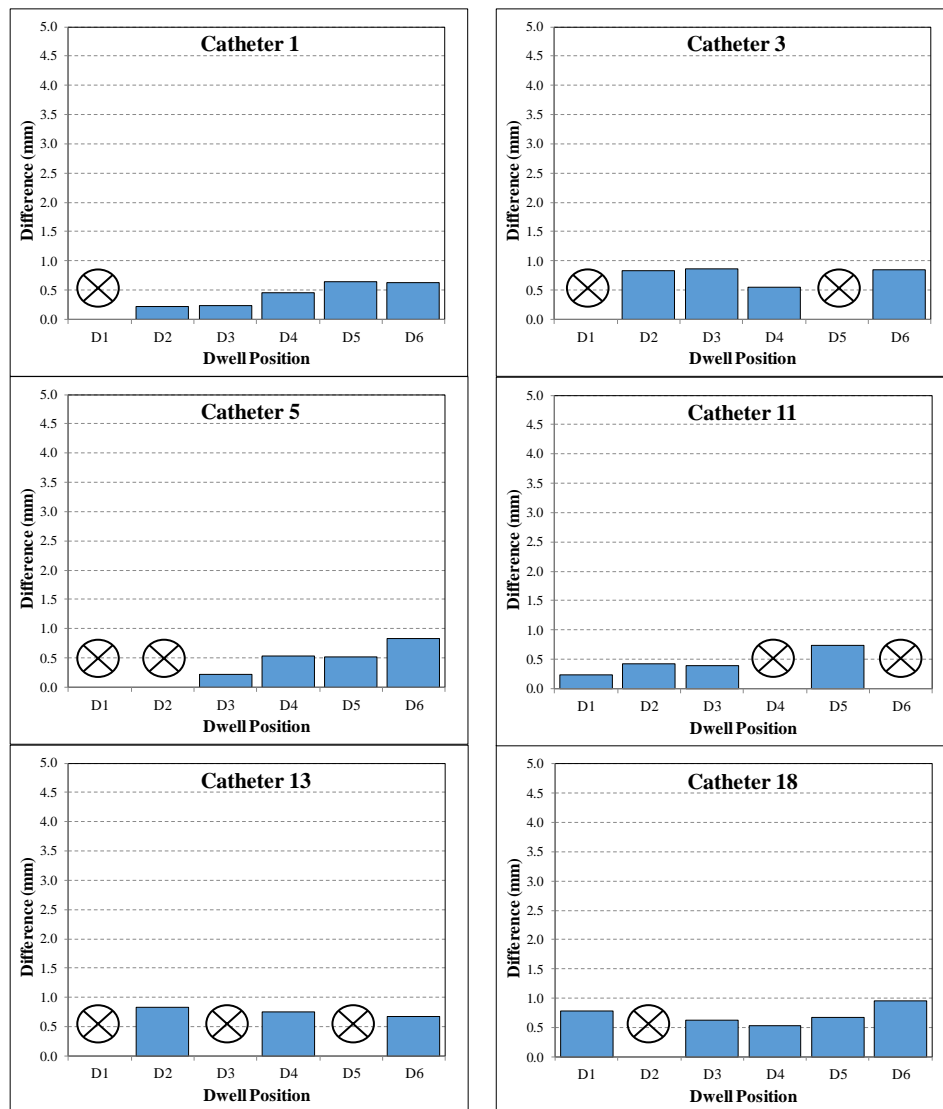 Catheter 1
Difference (mm)
5.0
4.5
4.0
3.5
3.0
2.5
2.0
1.5
1.0
0.5
0.0
D1 D2 D3 D4 D5 D6
Dwell Position
Catheter 3
Difference (mm)
5.0
4.5
4.0
3.5
3.0
2.5
2.0
1.5
1.0
0.5
0.0
D1 D2 D3 D4 D5 D6
Dwell Position
Catheter 5
Difference (mm)
5.0
4.5
4.0
3.5
3.0
2.5
2.0
1.5
1.0
0.5
0.0
D1 D2 D3 D4 D5 D6
Dwell Position
Catheter 11
Difference (mm)
5.0
4.5
4.0
3.5
3.0
2.5
2.0
1.5
1.0
0.5
0.0
D1 D2 D3 D4 D5 D6
Dwell Position
Catheter 13
Difference (mm)
5.0
4.5
4.0
3.5
3.0
2.5
2.0
1.5
1.0
0.5
0.0
D1 D2 D3 D4 D5 D6
Dwell Position
Catheter 18
Difference (mm)
5.0
4.5
4.0
3.5
3.0
2.5
2.0
1.5
1.0
0.5
0.0
D1 D2 D3 D4 D5 D6
Dwell Position